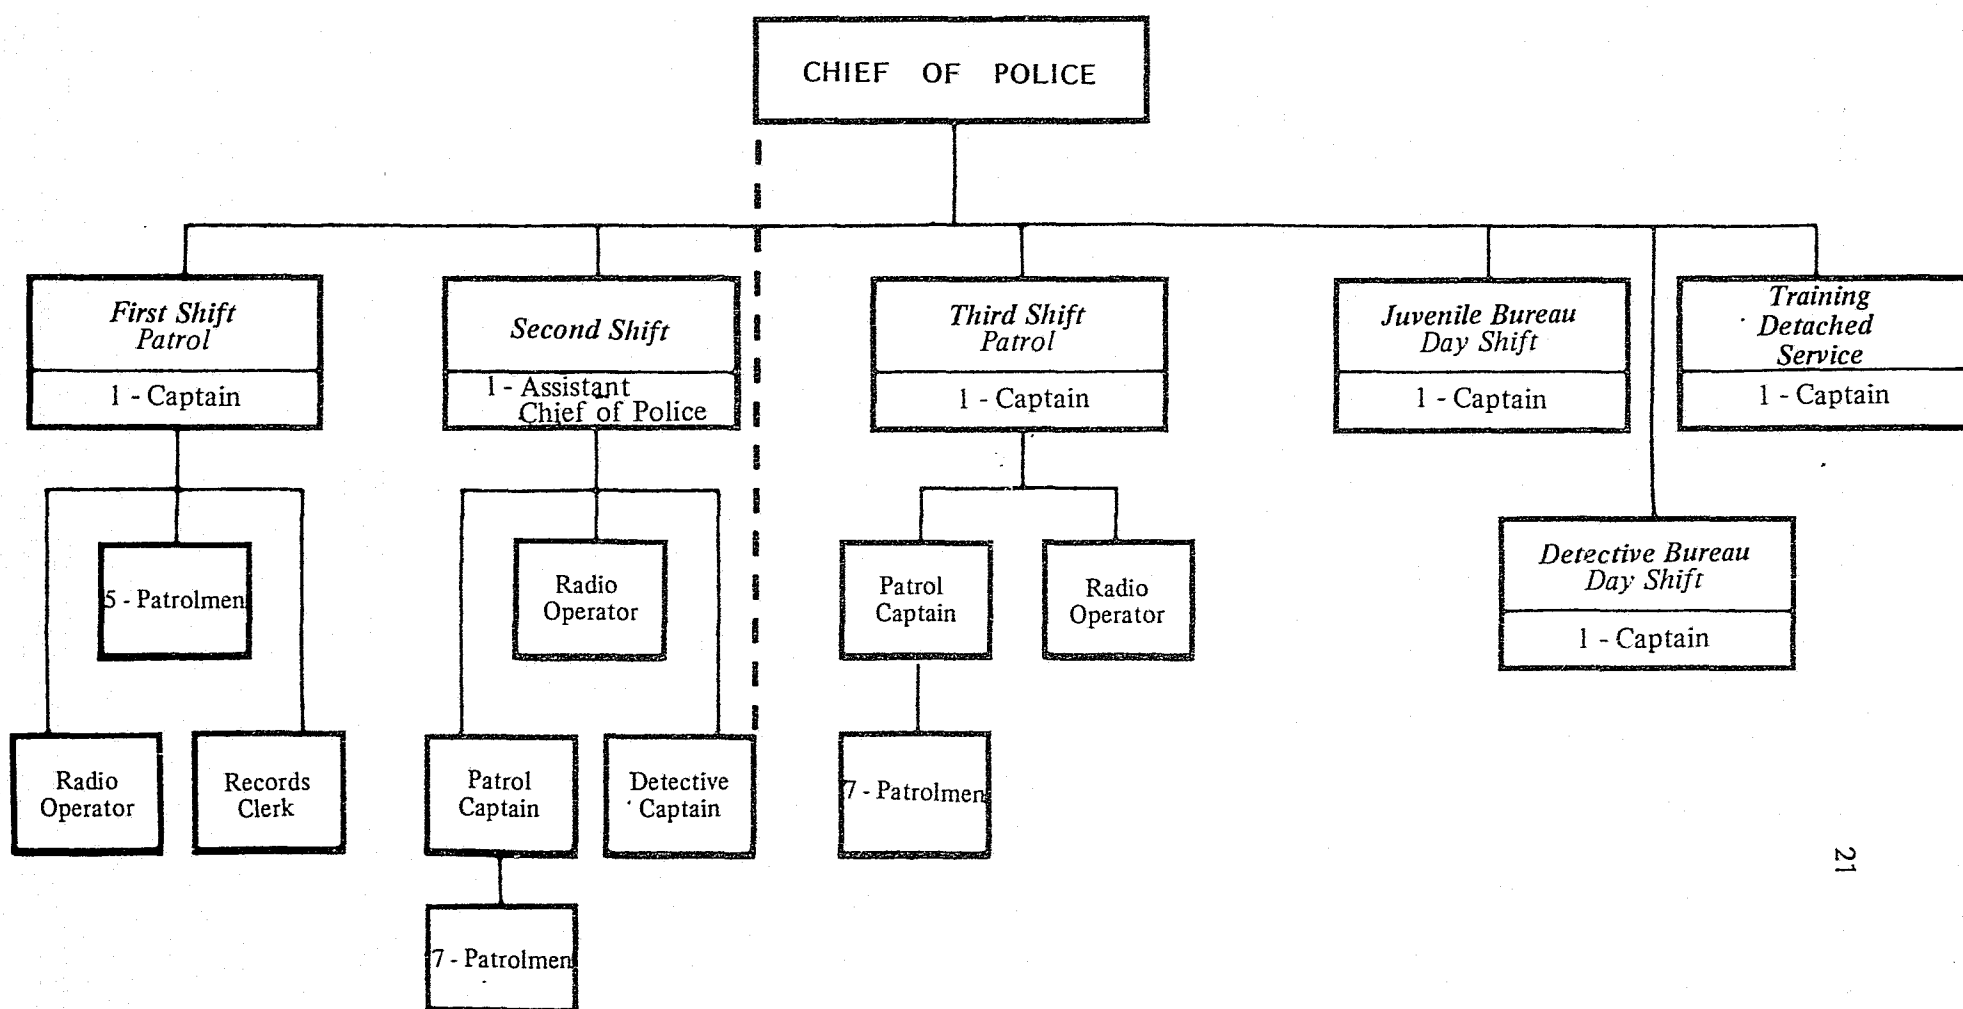 CHIEF OF POLICE
First Shift
Patrol
1 - Captain
Second Shift
1 - Assistant
Chief of Police
Third Shift
Patrol
1 - Captain
Juvenile Bureau
Day Shift
1 - Captain
Training
Detached
Service
1 - Captain
Detective Bureau
Day Shift
1 - Captain
5 - Patrolmen
Radio
Operator
Records
Clerk
Radio
Operator
Patrol
Captain
Detective
Captain
7 - Patrolmen
Patrol
Captain
Radio
Operator
7 - Patrolmen
21